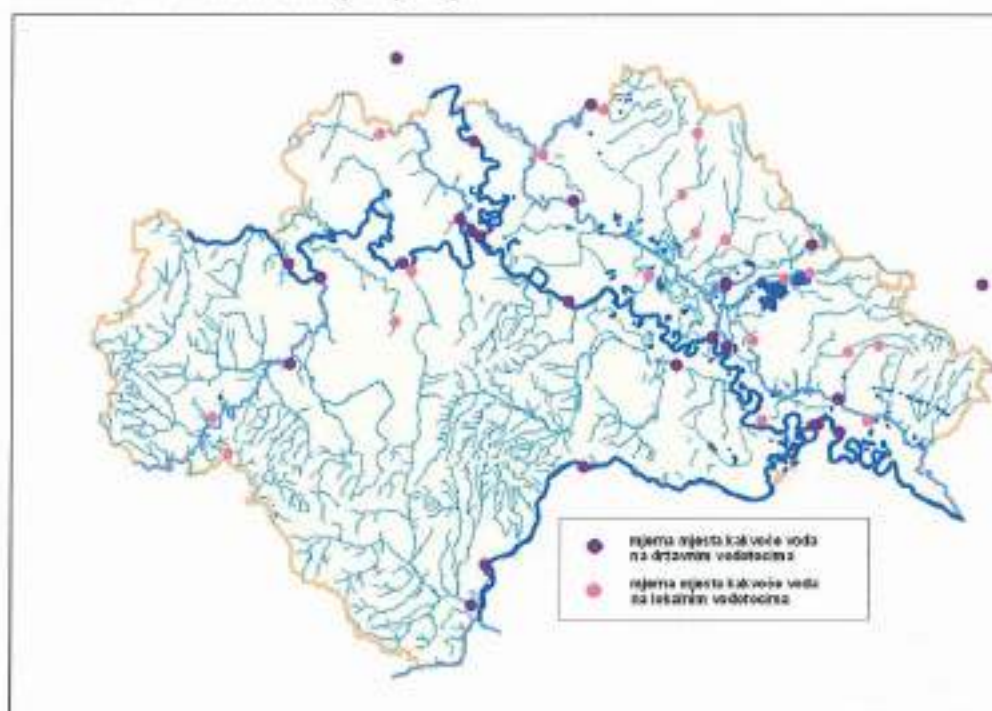 mjerna mjesta kakvoće voda
na državnim vodotocima
mjerna mjesta kakvoće voda
na lokalnim vodotocima